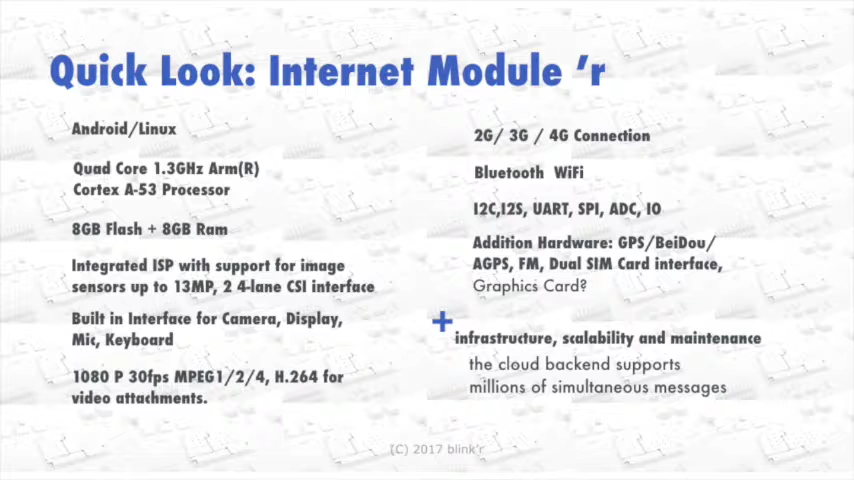 Quick Look: Internet Module ’r
Android/Linux
Quad Core 1.3GHz Arm(R)
Cortex A-53 Processor
8GB Flash + 8GB Ram
Integrated ISP with support for image
sensors up to 13MP, 2 4-lane CSI interface
Built in Interface for Camera, Display,
Mic, Keyboard
1080 P 30fps MPEG1/2/4, H.264 for
video attachments.
2G/ 3G / 4G Connection
Bluetooth WiFi
I2C,I2S, UART, SPI, ADC, IO
Addition Hardware: GPS/BeiDou/
AGPS, FM, Dual SIM Card interface,
Graphics Card?
+
infrastructure, scalability and maintenance
the cloud backend supports
millions of simultaneous messages
(C) 2017 blink'r